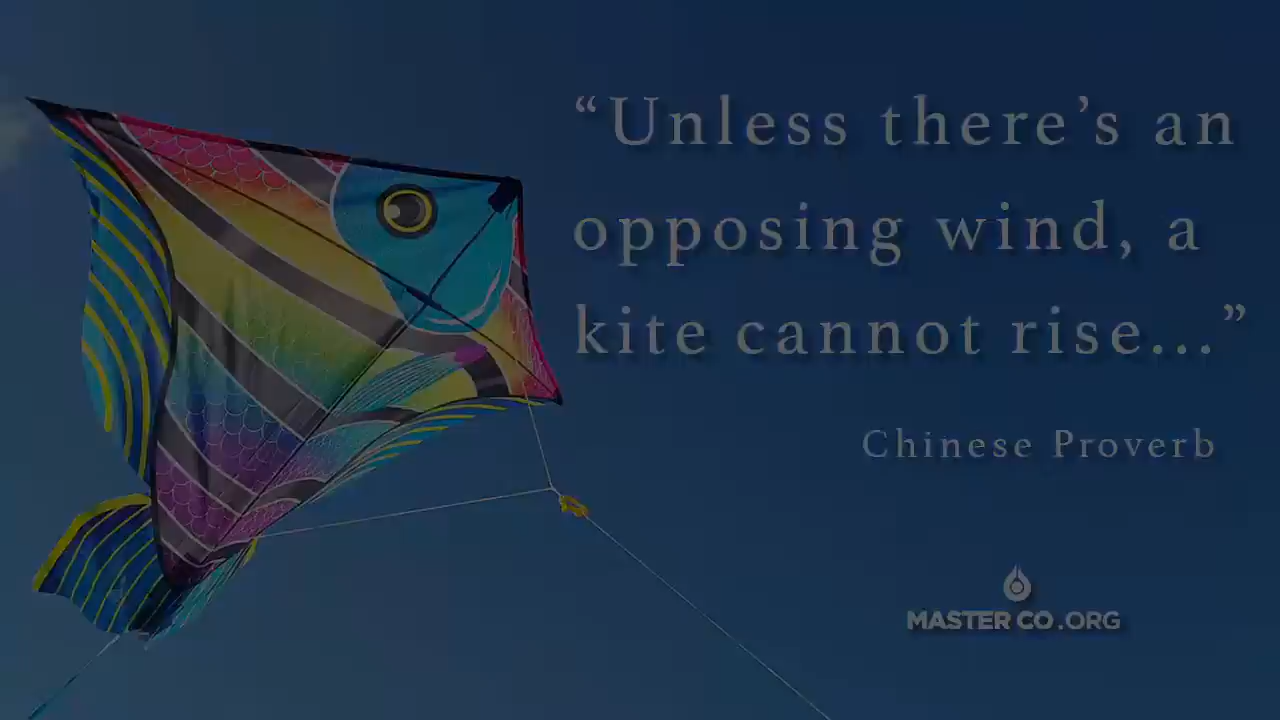 “Unless there’s an
opposing wind, a
kite cannot rise...”
Chinese Proverb
MASTER CO.ORG